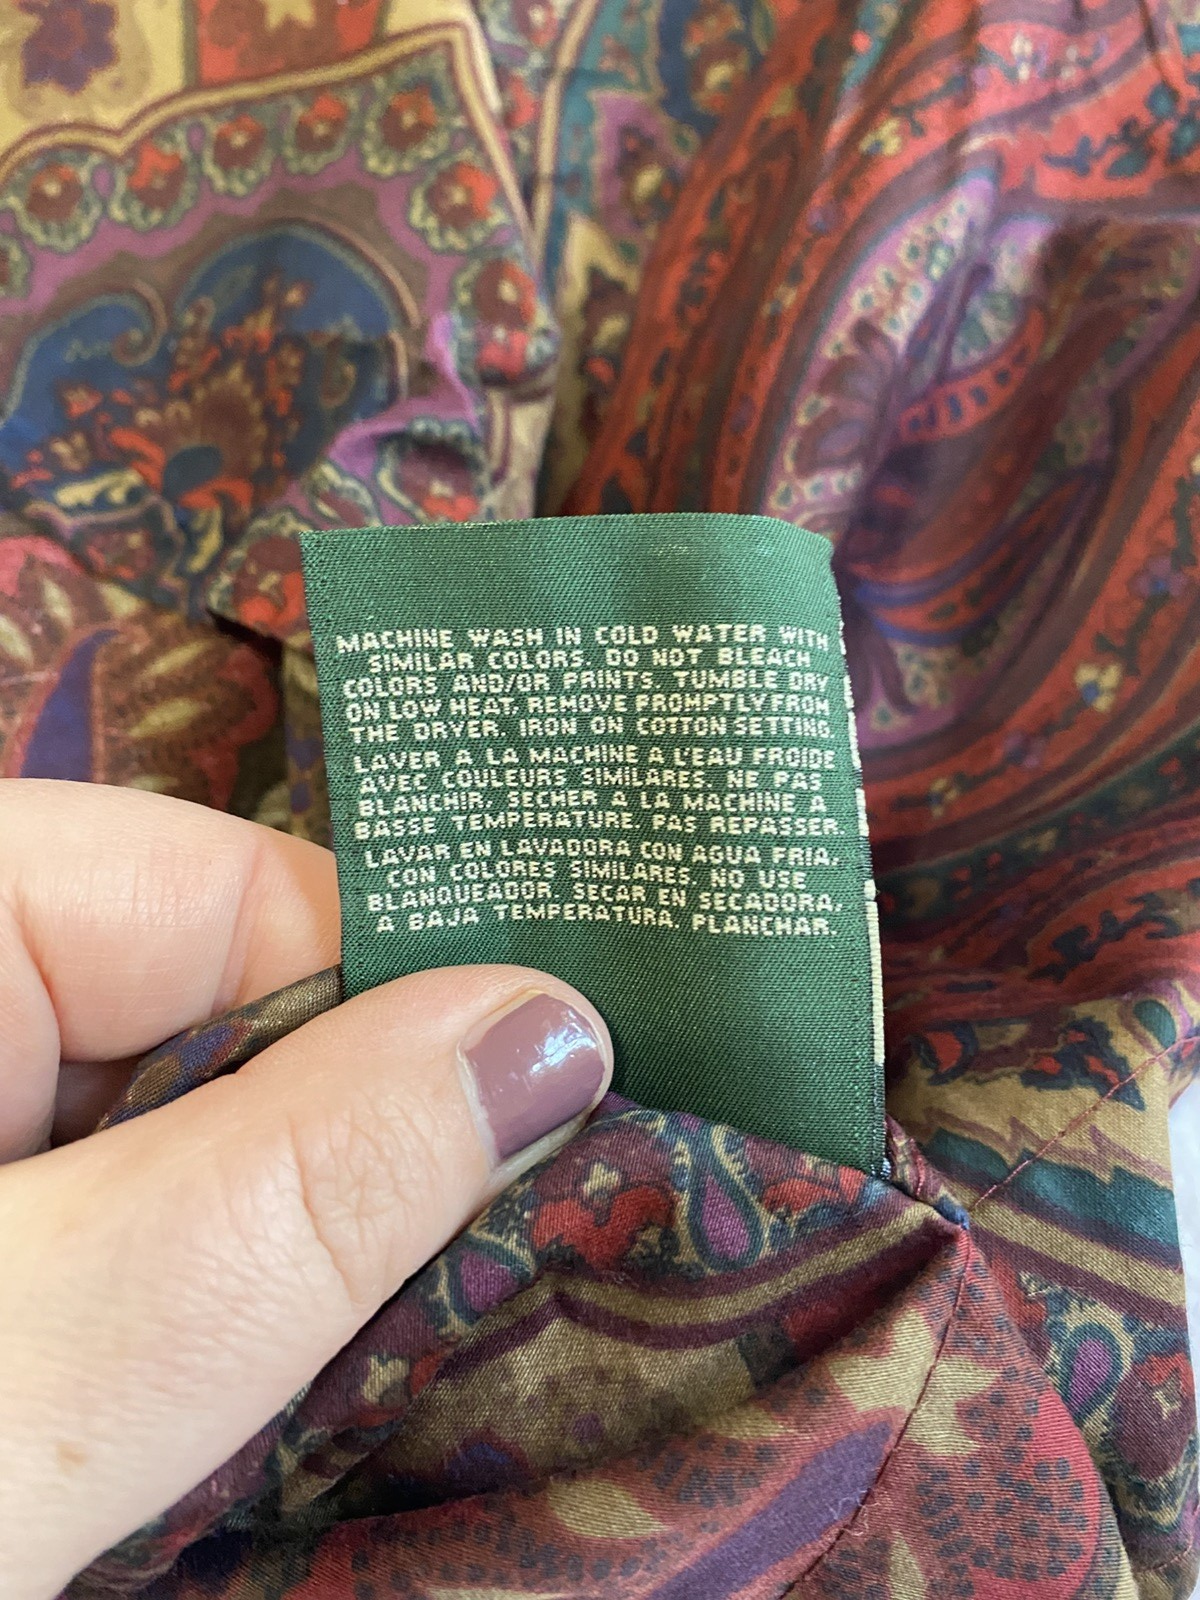 MACHINE WASH IN COLD WATER WITH
SIMILAR COLORS. DO NOT BLEACH
COLORS AND/OR PRINTS. TUMBLE DRY
ON LOW HEAT. REMOVE PROMPTLY FROM
THE DRYER. IRON ON COTTON SETTING.
LAVER A LA MACHINE A L'EAU FROIDE
AVEC COULEURS SIMILARES. NE PAS
BLANCHIR. SECHER A LA MACHINE A
BASSE TEMPERATURE. PAS REPASSER.
LAVAR EN LAVADORA CON AGUA FRIA.
CON COLORES SIMILARES. NO USE
BLANQUEADOR. SECAR EN SECADORA.
A BAJA TEMPERATURA. PLANCHAR.